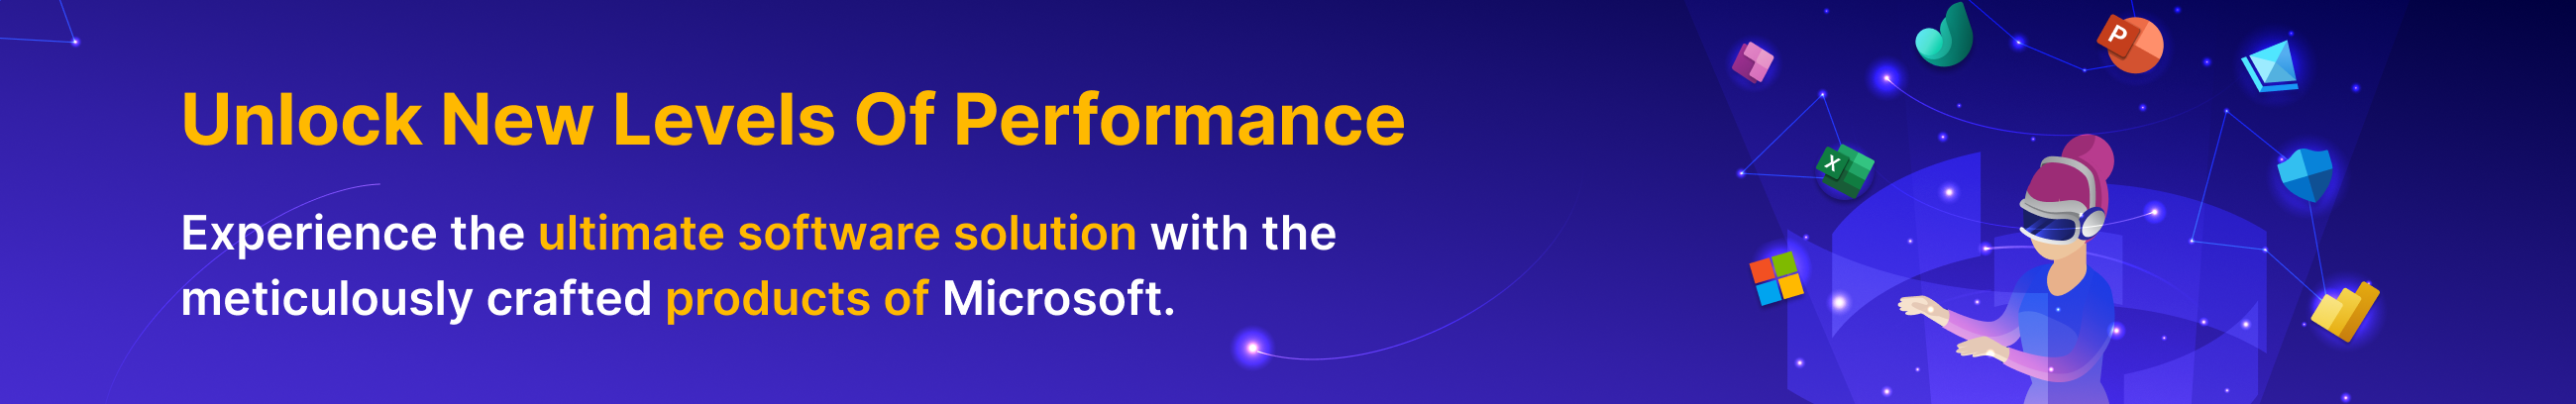 Unlock New Levels Of Performance
Experience the ultimate software solution with the
meticulously crafted products of Microsoft.
P
X